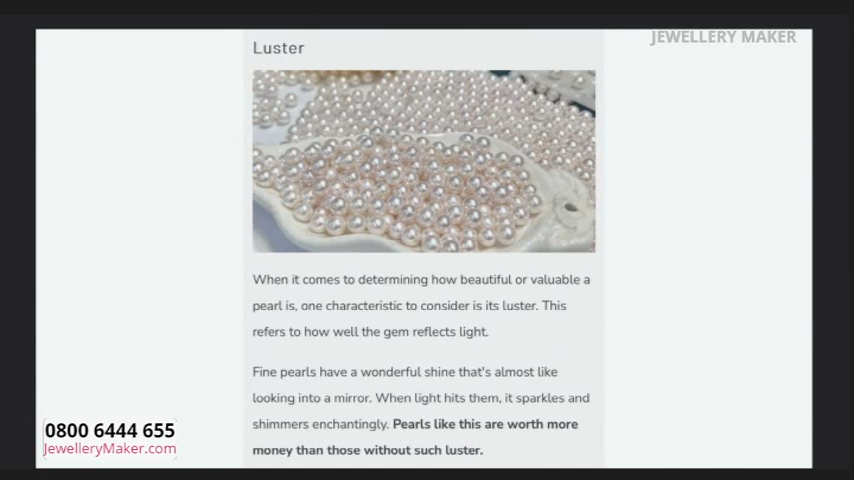 JEWELLERY MAKER
Luster
When it comes to determining how beautiful or valuable a
pearl is, one characteristic to consider is its luster. This
refers to how well the gem reflects light.
Fine pearls have a wonderful shine that's almost like
looking into a mirror. When light hits them, it sparkles and
shimmers enchantingly. Pearls like this are worth more
money than those without such luster.
0800 6444 655
JewelleryMaker.com